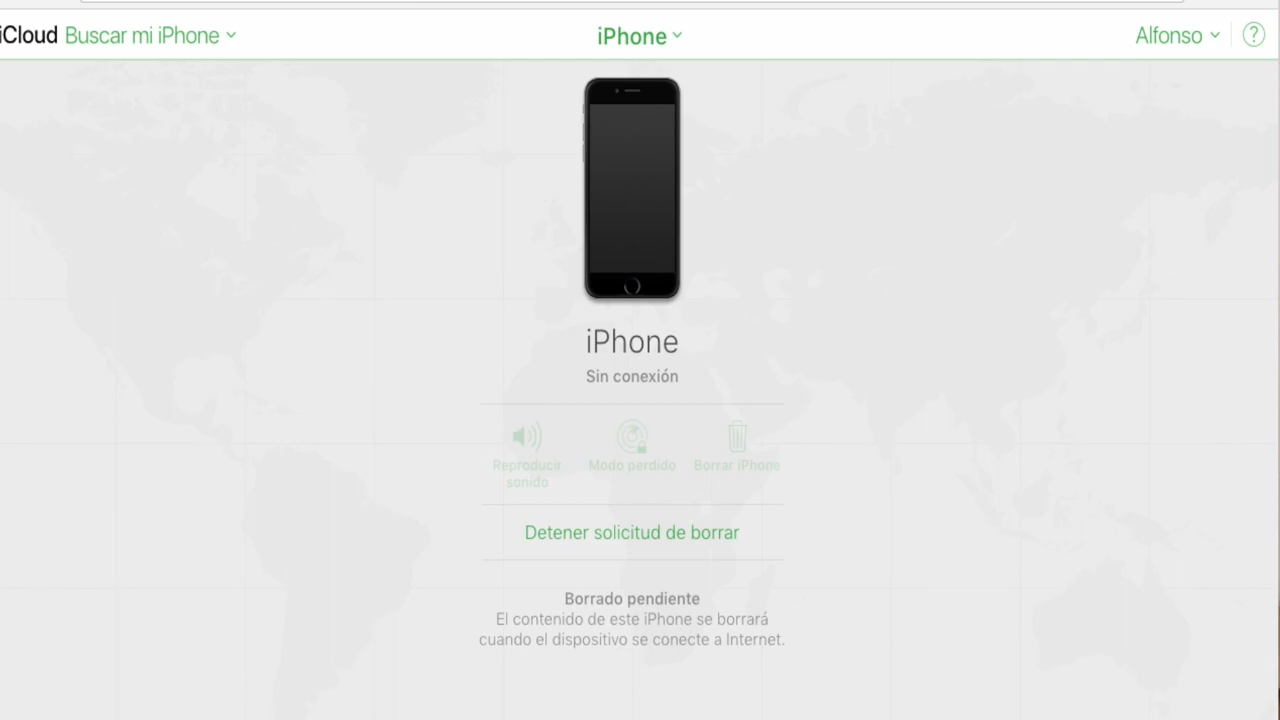 iCloud Buscar mi iPhone
iPhone
Alfonso
?
iPhone
Sin conexión
Reproducir
sonido
Modo perdido
Borrar iPhone
Detener solicitud de borrar
Borrado pendiente
El contenido de este iPhone se borrará
cuando el dispositivo se conecte a Internet.